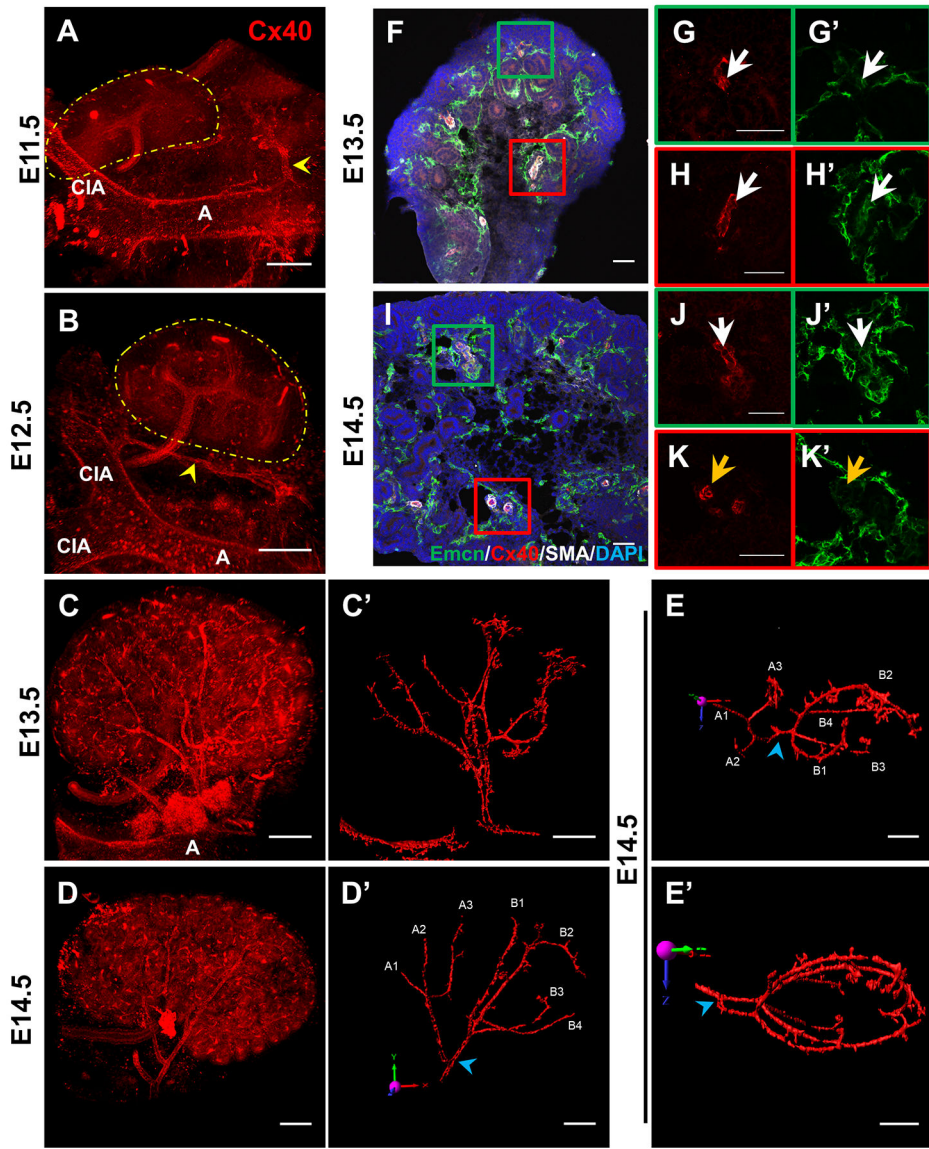 A
Cx40
E11.5
CIA
A
B
E12.5
CIA
CIA
A
F
E13.5
G
G'
H
H'
I
E14.5
Emcn/Cx40/SMA/DAPI
J
J'
K
K'
C
E13.5
A
C'
D
E14.5
D'
A1
A2
A3
B1
B2
B3
B4
Y
X
E14.5
E
A1
A2
A3
B1
B2
B3
B4
E'
Z